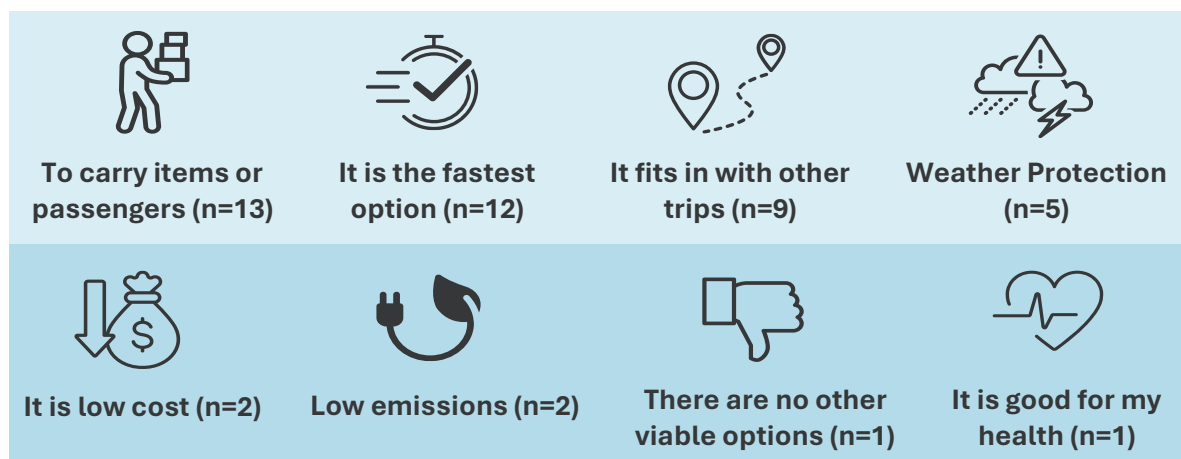 To carry items or
passengers (n=13)
It is the fastest
option (n=12)
It fits in with other
trips (n=9)
Weather Protection
(n=5)
$
It is low cost (n=2)
Low emissions (n=2)
There are no other
viable options (n=1)
It is good for my
health (n=1)